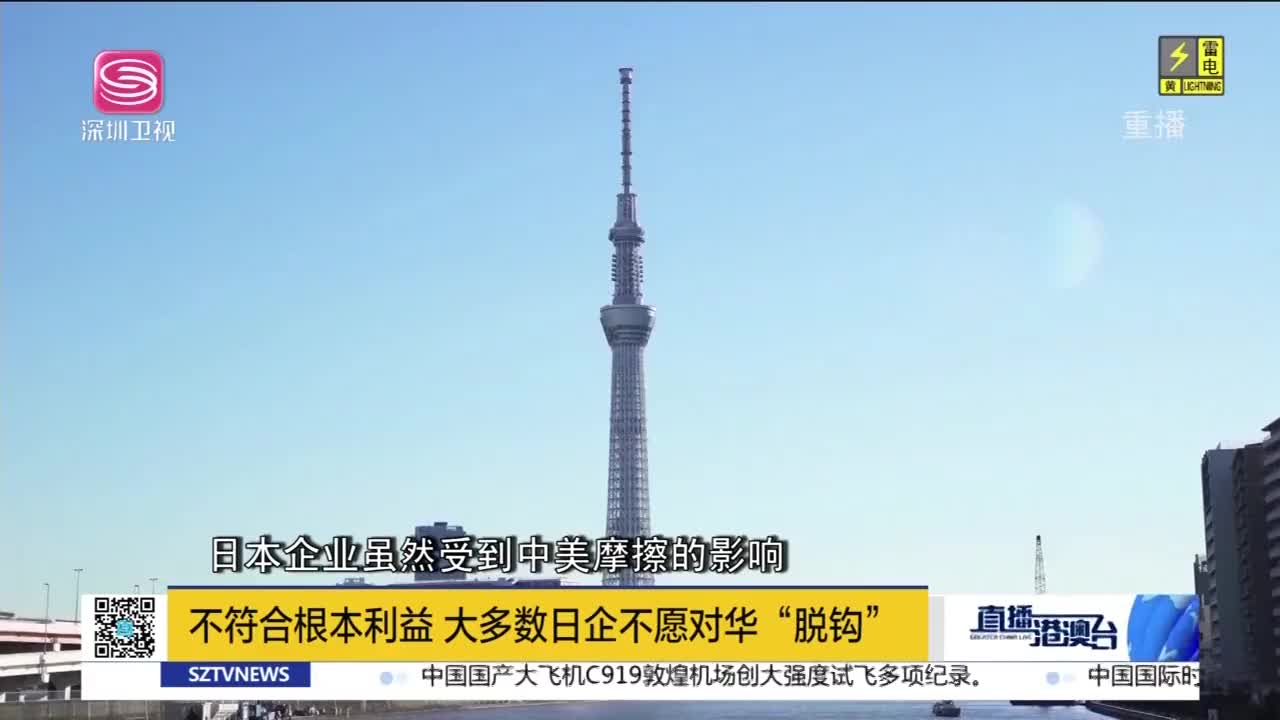 深圳卫视
雷电
黄 LIGHTNING
重播
日本企业虽然受到中美摩擦的影响
不符合根本利益 大多数日企不愿对华“脱钩”
直播港澳台
GREATER CHINA LIVE
SZTVNEWS
中国国产大飞机C919敦煌机场创大强度试飞多项纪录。
中国国际时